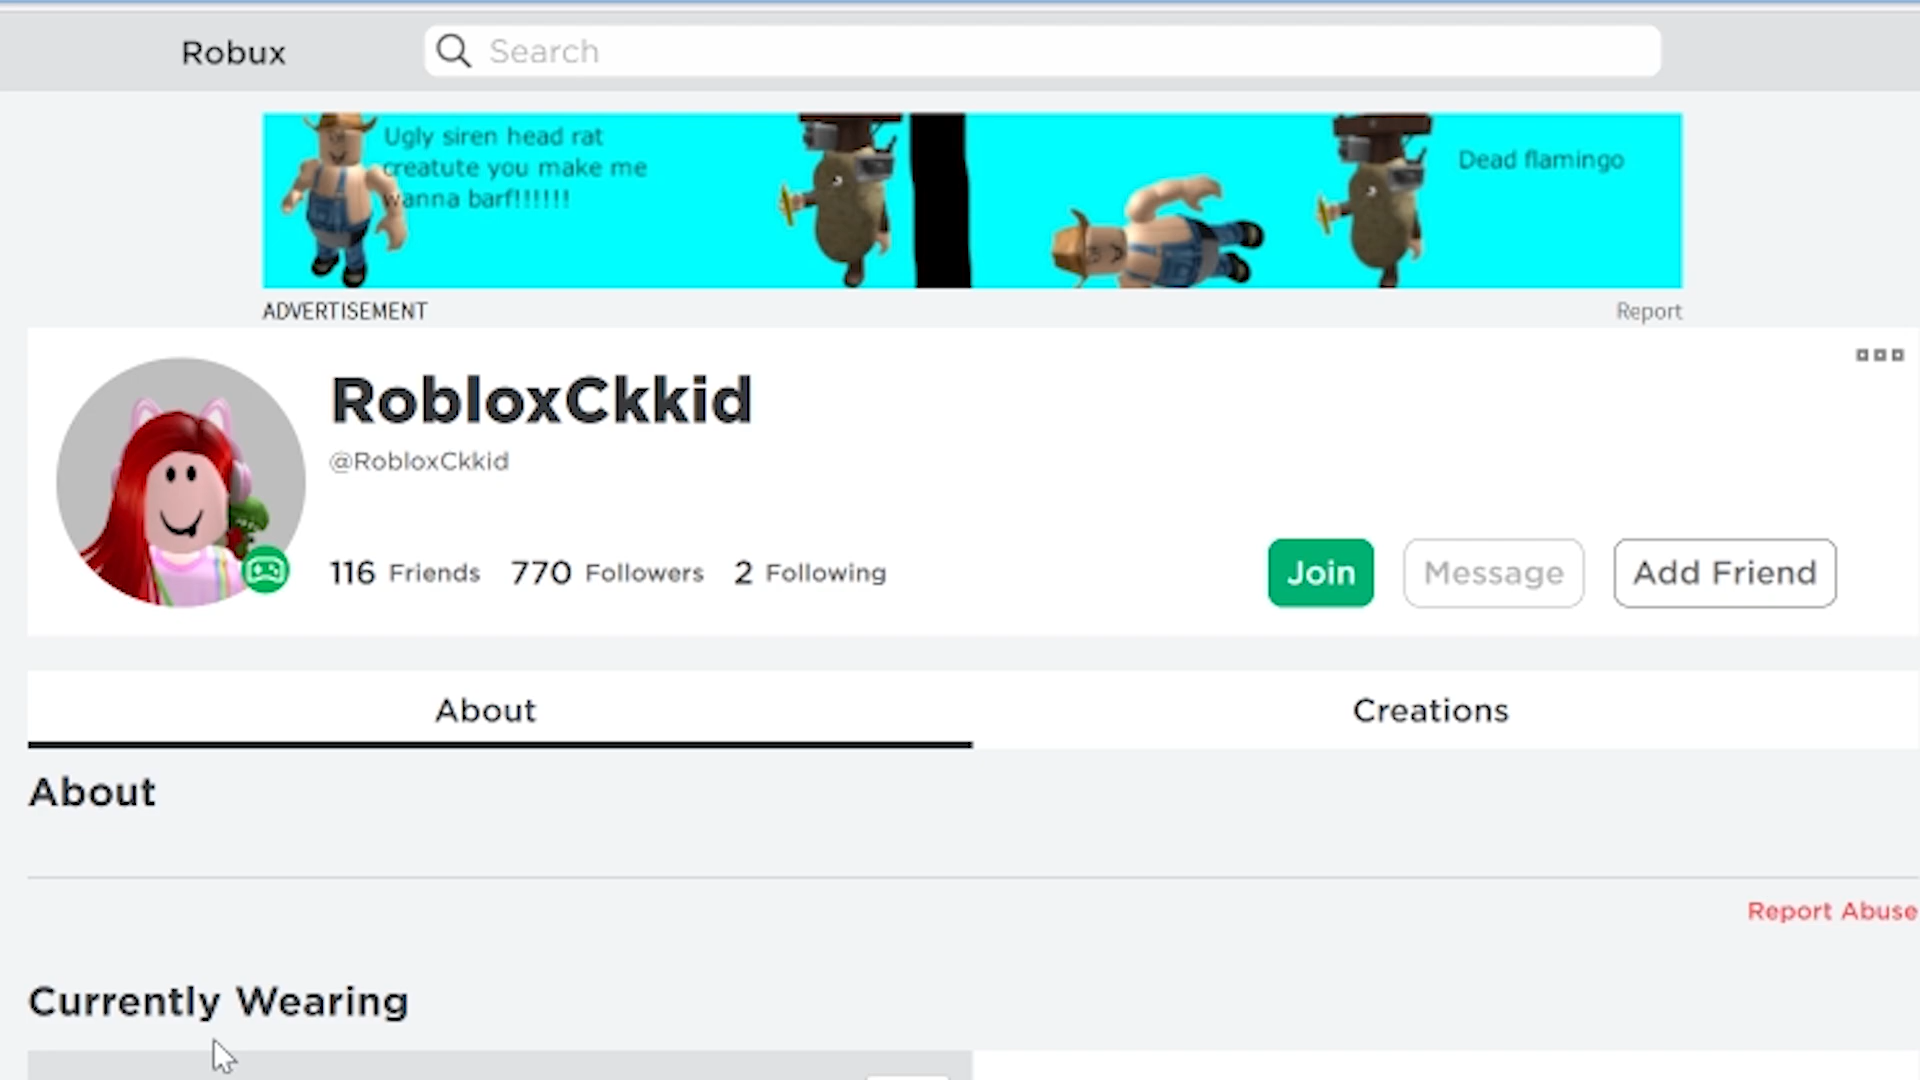 Robux
Search
Ugly siren head rat
creatute you make me
wanna barf!!!!!!
Dead flamingo
ADVERTISEMENT
Report
RobloxCkkid
@RobloxCkkid
116 Friends 770 Followers 2 Following
Join
Message
Add Friend
About
Creations
About
Report Abuse
Currently Wearing